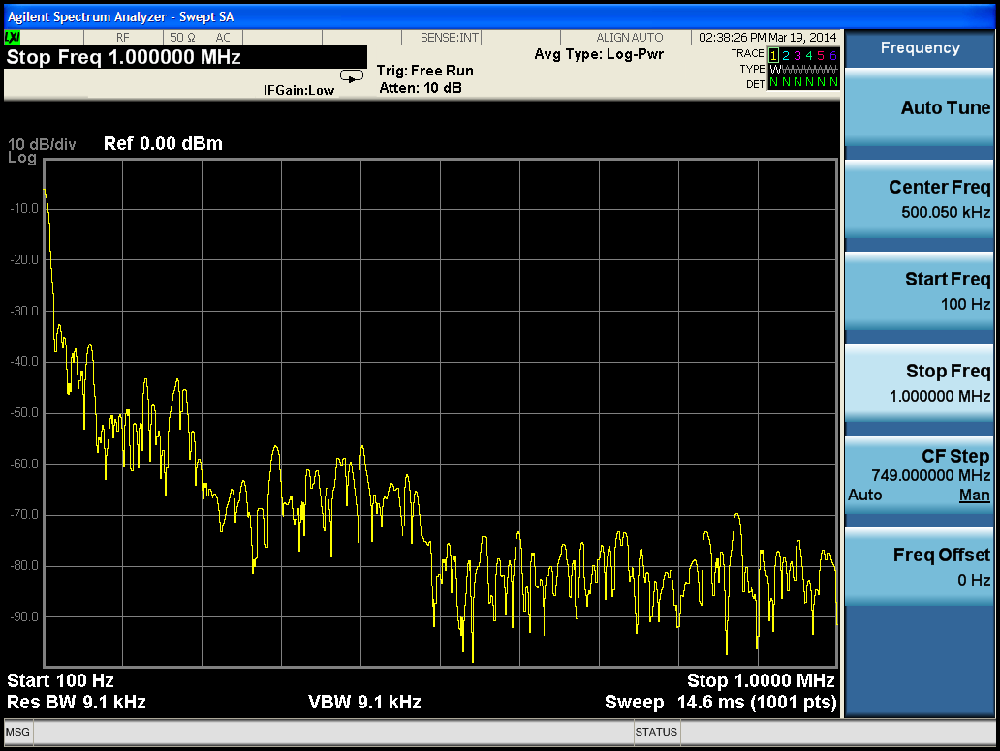 Agilent Spectrum Analyzer - Swept SA
LXI RF 50 Ω AC SENSE:INT ALIGN AUTO 02:38:26 PM Mar 19, 2014
Stop Freq 1.000000 MHz
Avg Type: Log-Pwr
TRACE 1 2 3 4 5 6
Trig: Free Run
TYPE W W W W W W
IFGain:Low
Atten: 10 dB
DET N N N N N N
10 dB/div Ref 0.00 dBm
Log
-10.0
-20.0
-30.0
-40.0
-50.0
-60.0
-70.0
-80.0
-90.0
Start 100 Hz
Stop 1.0000 MHz
Res BW 9.1 kHz
VBW 9.1 kHz
Sweep 14.6 ms (1001 pts)
MSG
STATUS
Frequency
Auto Tune
Center Freq
500.050 kHz
Start Freq
100 Hz
Stop Freq
1.000000 MHz
CF Step
749.000000 MHz
Auto Man
Freq Offset
0 Hz